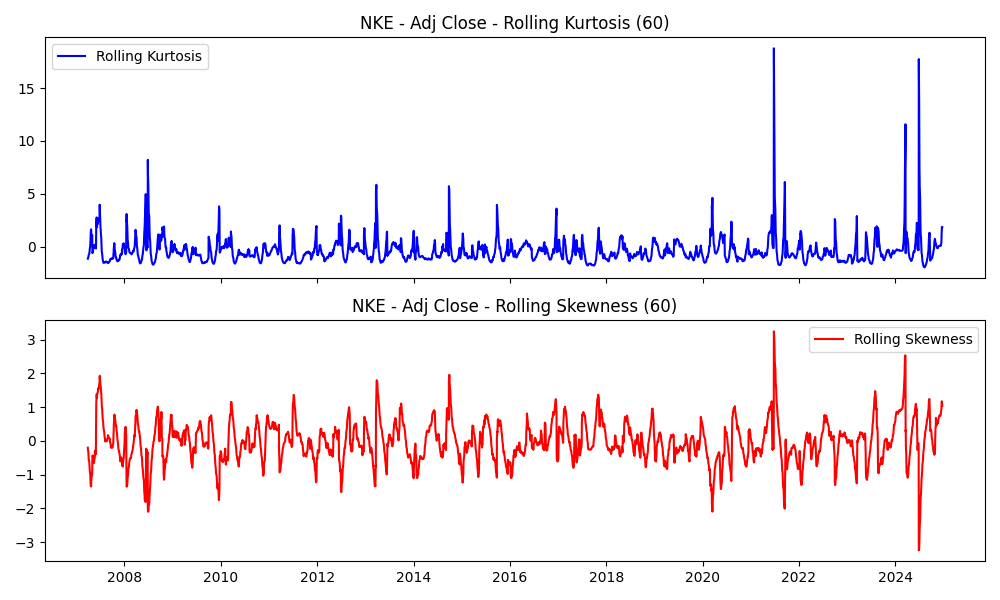 NKE - Adj Close - Rolling Kurtosis (60)
Rolling Kurtosis
15
10
5
0
NKE - Adj Close - Rolling Skewness (60)
Rolling Skewness
3
2
1
0
−1
−2
−3
2008 2010 2012 2014 2016 2018 2020 2022 2024